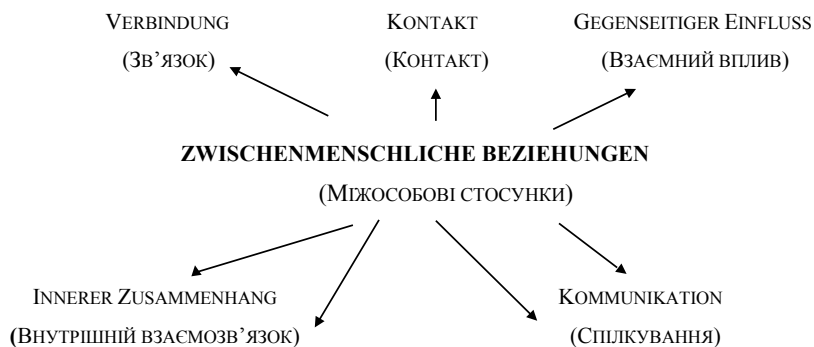 VERBINDUNG
(ЗВ’ЯЗОК)
KONTAKT
(КОНТАКТ)
GEGENSEITIGER EINFLUSS
(ВЗАЄМНИЙ ВПЛИВ)
ZWISCHENMENSCHLICHE BEZIEHUNGEN
(МІЖОСОБОВІ СТОСУНКИ)
INNERER ZUSAMMENHANG
(ВНУТРІШНІЙ ВЗАЄМОЗВ’ЯЗОК)
KOMMUNIKATION
(СПІЛКУВАННЯ)